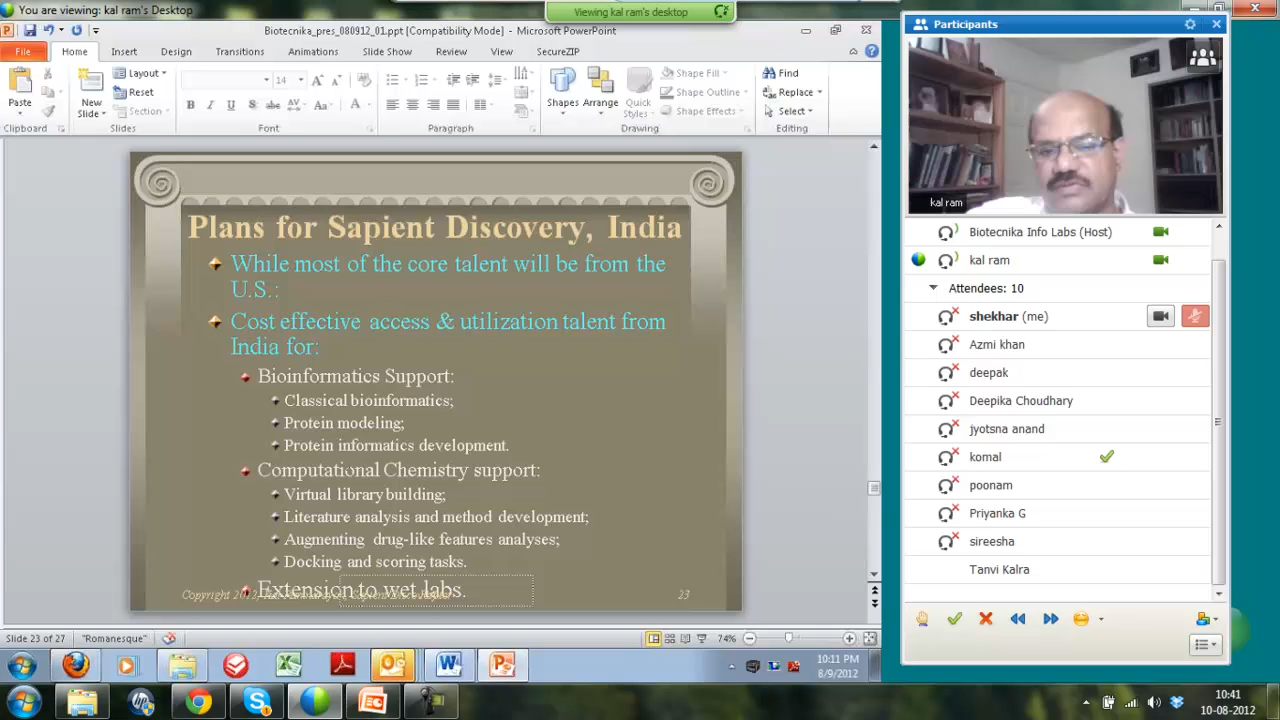 You are viewing: kal ram's Desktop
Viewing kal ram's desktop
Biotecnika_pres_080912_01.ppt [Compatibility Mode] - Microsoft PowerPoint
File Home Insert Design Transitions Animations Slide Show Review View SecureZIP
Paste
New Slide
Layout
Reset
Section
14
B I U S abc AV Aa A
Shapes Arrange Quick Styles
Shape Fill
Shape Outline
Shape Effects
Find
Replace
Select
Clipboard Slides Font Paragraph Drawing Editing
Plans for Sapient Discovery, India
While most of the core talent will be from the
U.S.:
Cost effective access & utilization talent from
India for:
Bioinformatics Support:
Classical bioinformatics;
Protein modeling;
Protein informatics development.
Computational Chemistry support:
Virtual library building;
Literature analysis and method development;
Augmenting drug-like features analyses;
Docking and scoring tasks.
Extension to wet labs.
Copyright 2012,
23
Slide 23 of 27 "Romanesque" 74%
10:11 PM
8/9/2012
Participants
kal ram
Biotecnika Info Labs (Host)
kal ram
Attendees: 10
shekhar (me)
Azmi khan
deepak
Deepika Choudhary
jyotsna anand
komal
poonam
Priyanka G
sireesha
Tanvi Kalra
10:41
10-08-2012